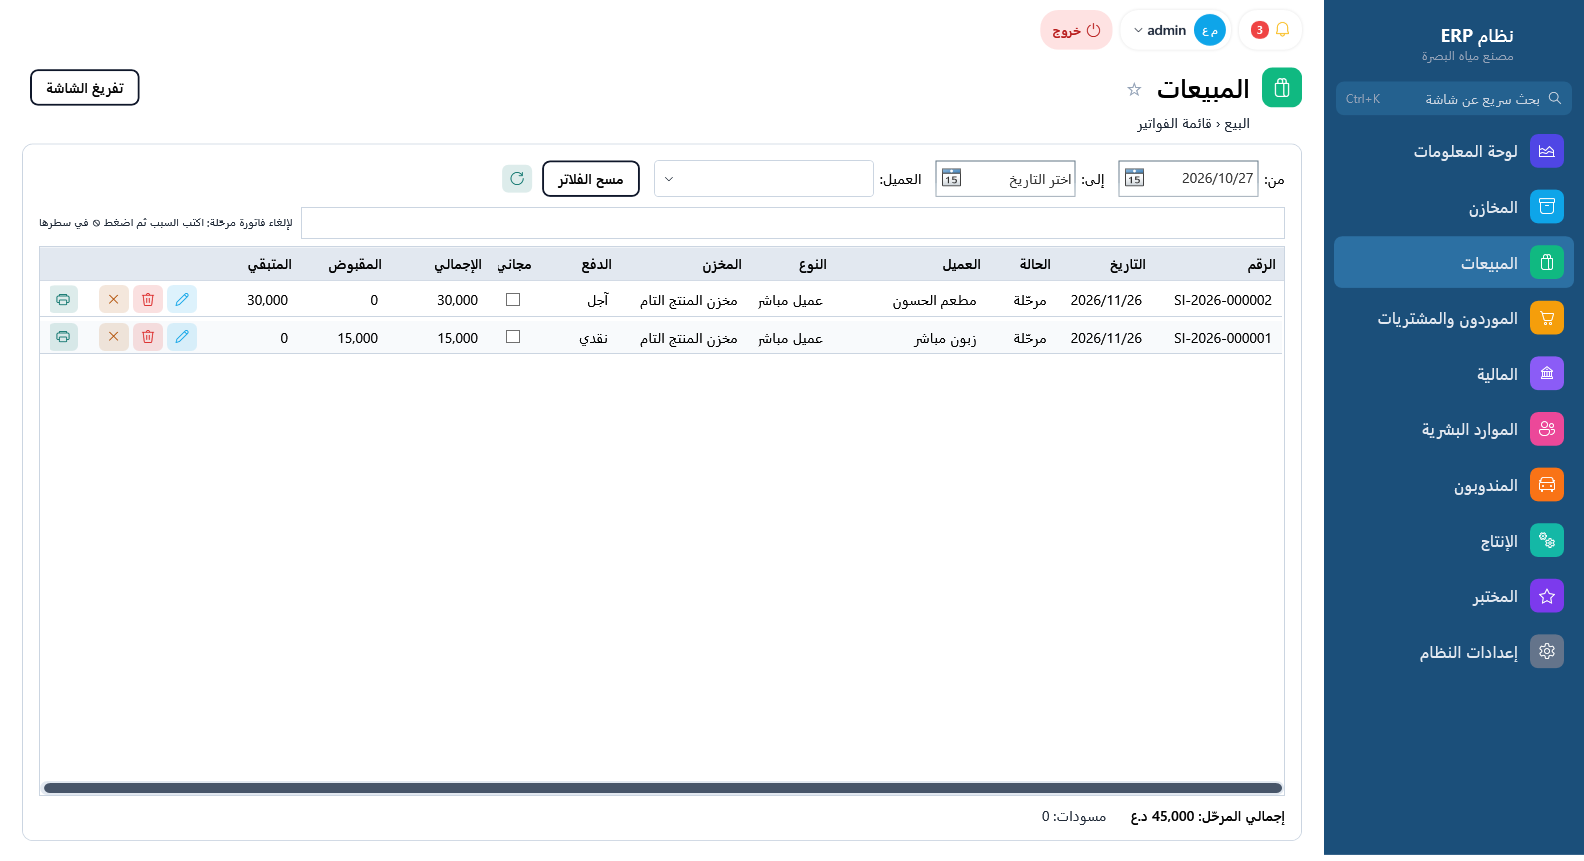 نظام ERP
مصنع مياه البصرة
بحث سريع عن شاشة Ctrl+K
لوحة المعلومات
المخازن
المبيعات
الموردون والمشتريات
المالية
الموارد البشرية
المندوبون
الإنتاج
المختبر
إعدادات النظام
3 م ع admin خروج
المبيعات ☆ تفريغ الشاشة
البيع › قائمة الفواتير
من: 2026/10/27 15 إلى: اختر التاريخ 15 العميل: مسح الفلاتر
لإلغاء فاتورة مرحّلة: اكتب السبب ثم اضغط ⦸ في سطرها
الرقم التاريخ الحالة العميل النوع المخزن الدفع مجاني الإجمالي المقبوض المتبقي
SI-2026-000002 2026/11/26 مرحّلة مطعم الحسون عميل مباشر مخزن المنتج التام آجل 30,000 0 30,000
SI-2026-000001 2026/11/26 مرحّلة زبون مباشر عميل مباشر مخزن المنتج التام نقدي 15,000 15,000 0
إجمالي المرحّل: 45,000 د.ع مسودات: 0